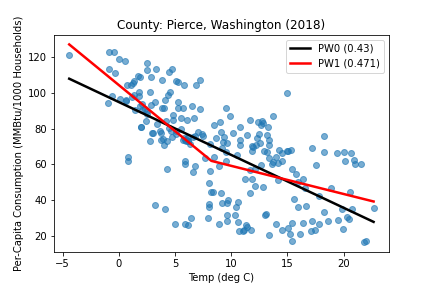 County: Pierce, Washington (2018)
PW0 (0.43)
PW1 (0.471)
Per-Capita Consumption (MMBtu/1000 Households)
120
100
80
60
40
20
−5 0 5 10 15 20
Temp (deg C)